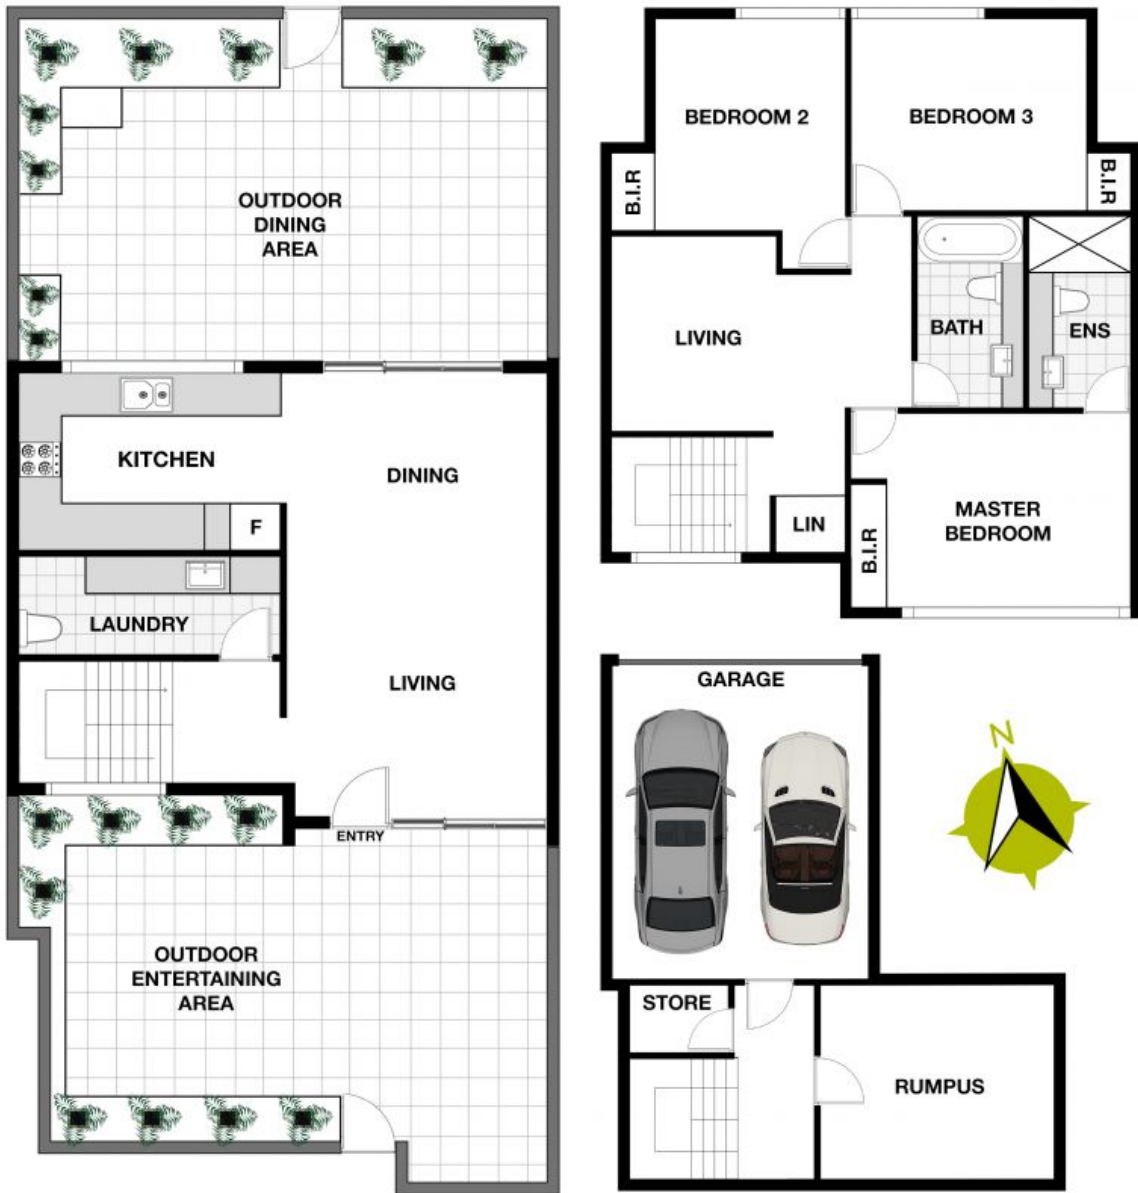 OUTDOOR
DINING
AREA
KITCHEN
DINING
F
LAUNDRY
LIVING
ENTRY
OUTDOOR
ENTERTAINING
AREA
BEDROOM 2
BEDROOM 3
B.I.R
B.I.R
LIVING
BATH
ENS
LIN
B.I.R
MASTER
BEDROOM
GARAGE
N
STORE
RUMPUS